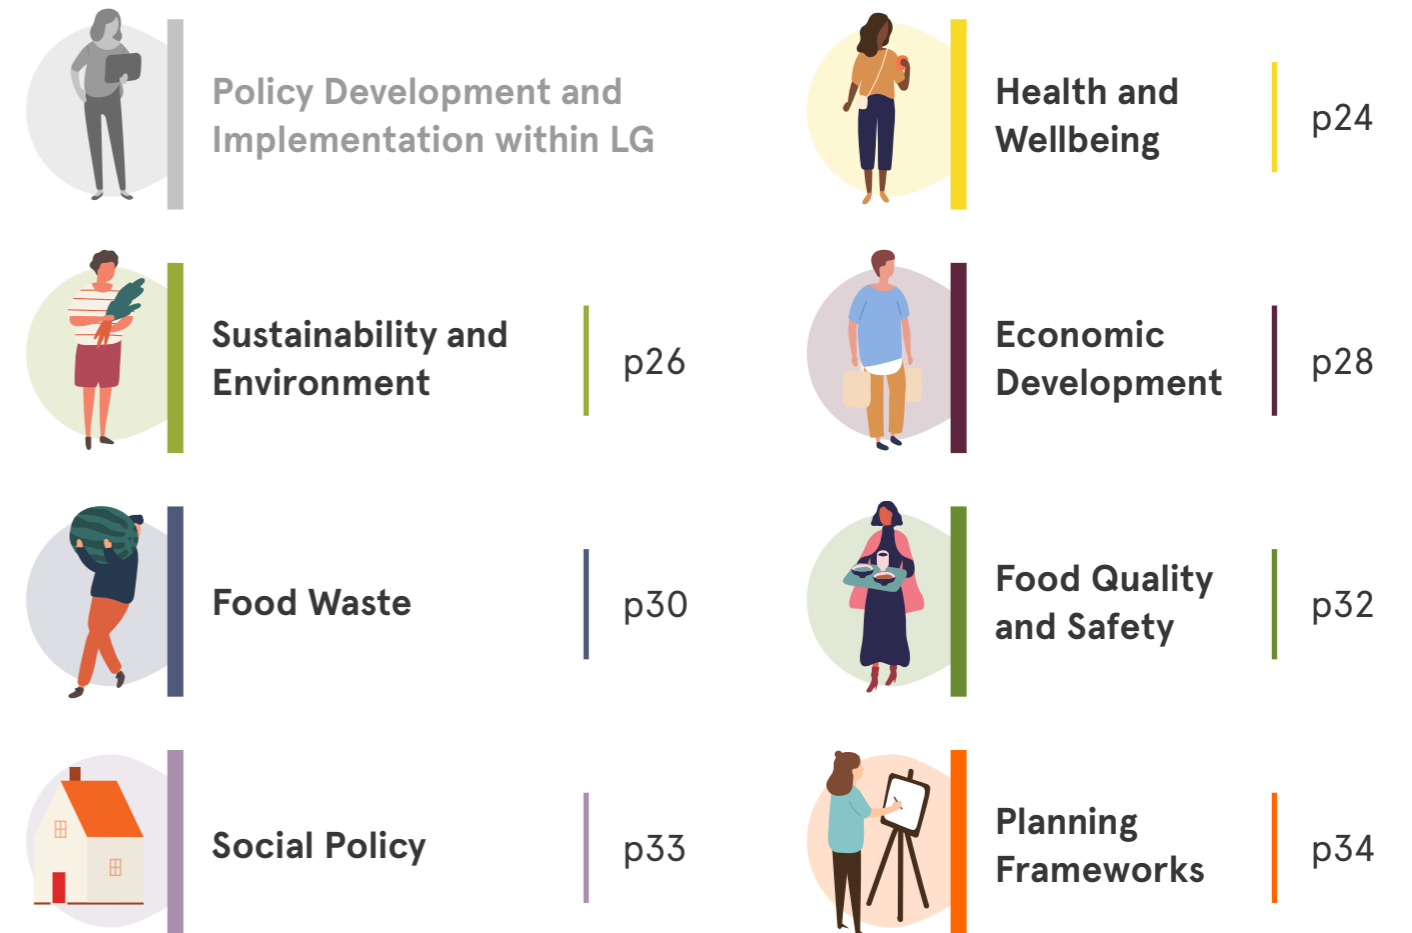 Policy Development and
Implementation within LG
Health and
Wellbeing
p24
Sustainability and
Environment
p26
Economic
Development
p28
Food Waste
p30
Food Quality
and Safety
p32
Social Policy
p33
Planning
Frameworks
p34